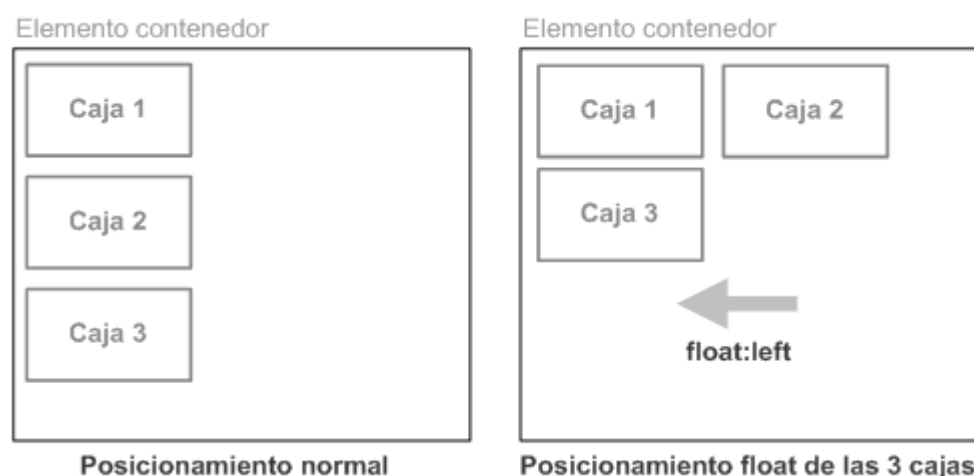 Elemento contenedor
Caja 1
Caja 2
Caja 3
Posicionamiento normal
Elemento contenedor
Caja 1 Caja 2
Caja 3
float:left
Posicionamiento float de las 3 cajas